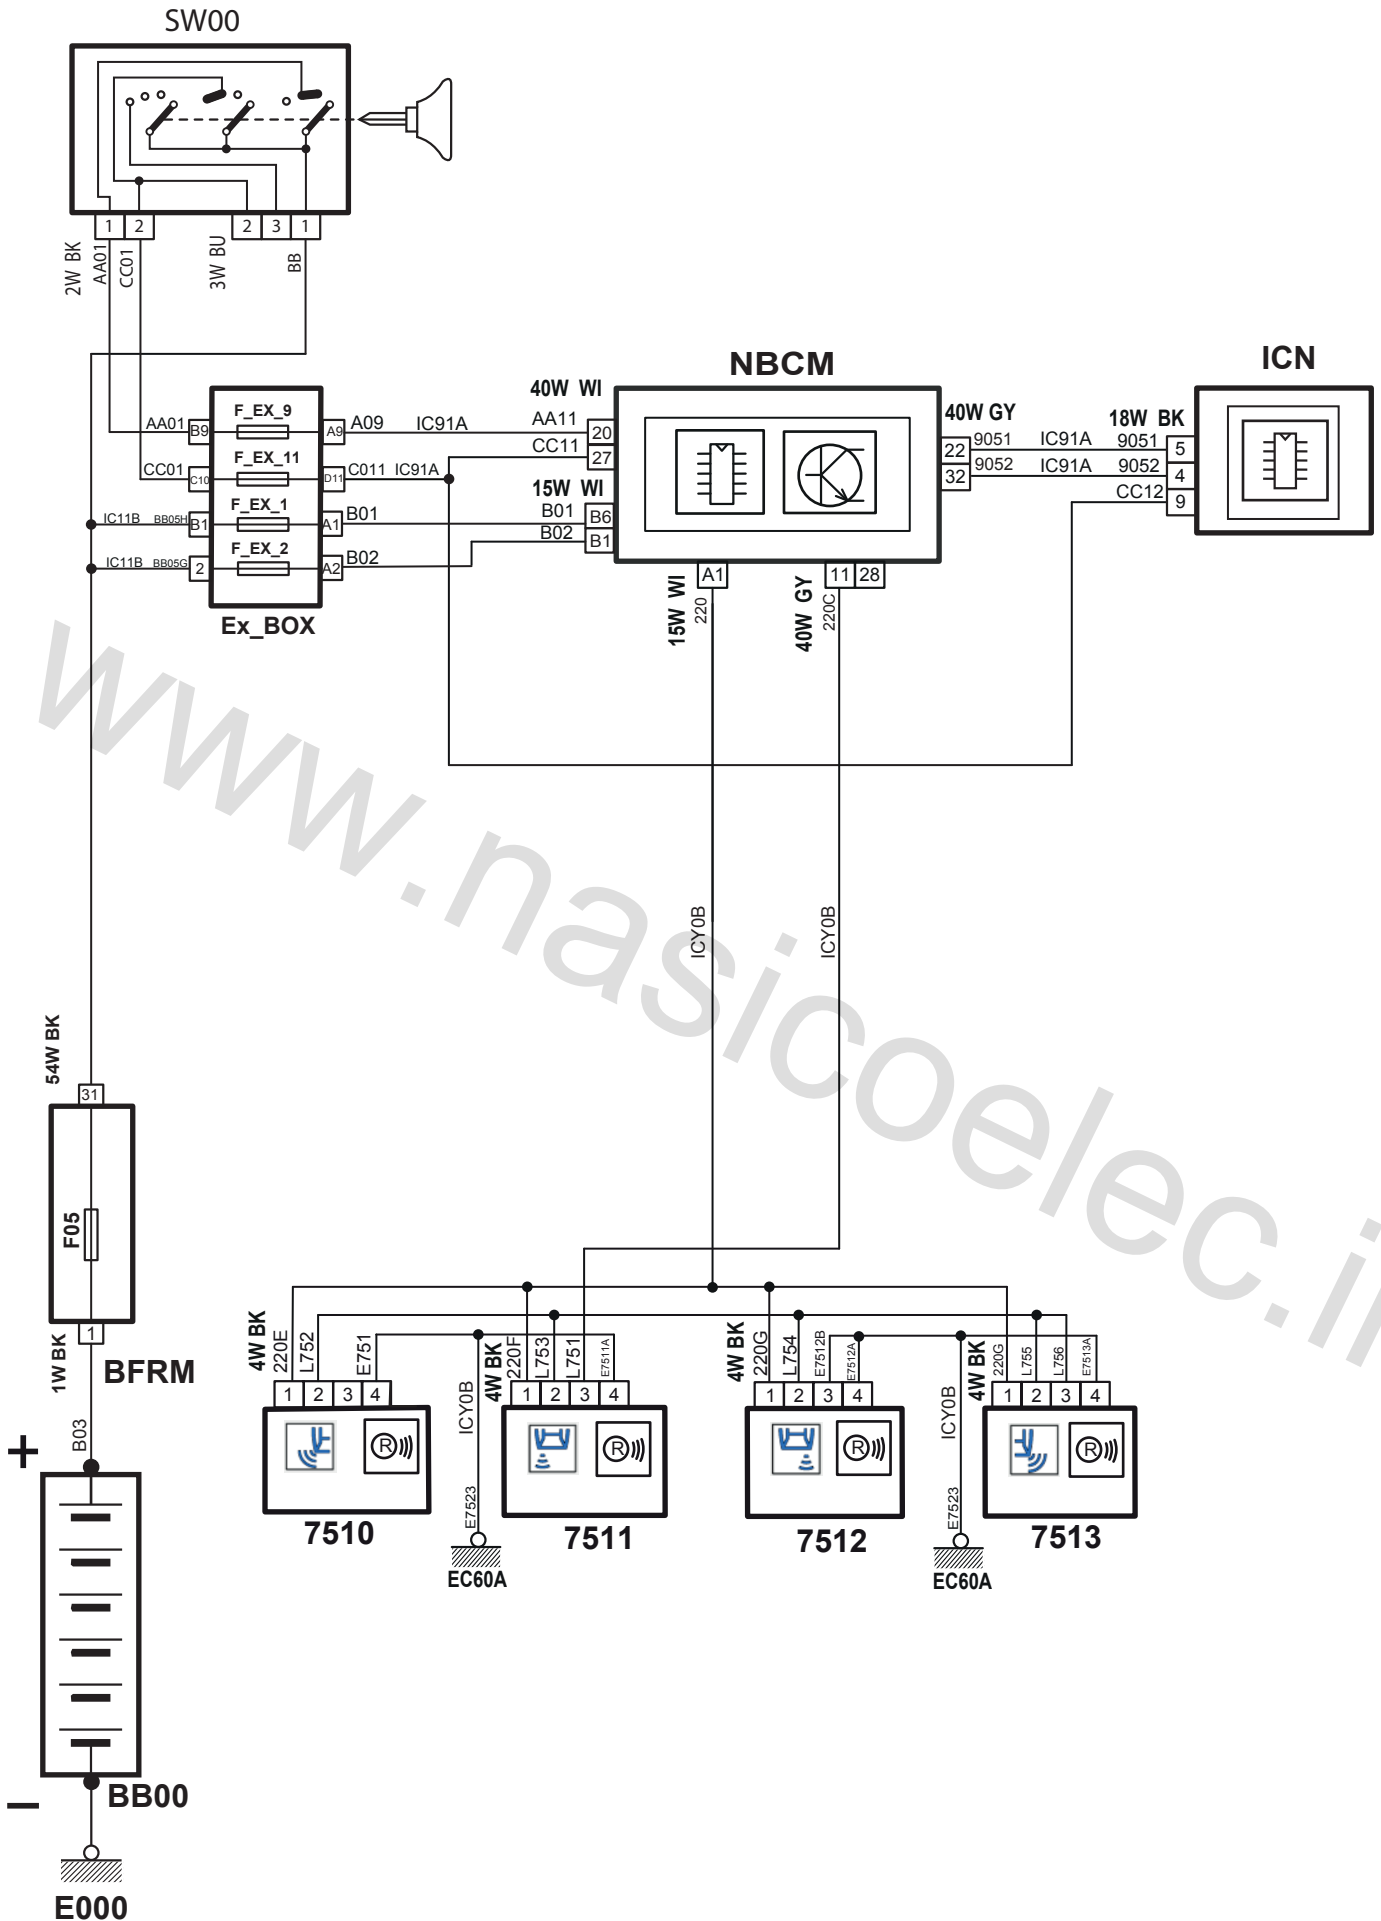 SW00
1 2 2 3 1
2W BK
AA01
CC01
3W BU
BB
NBCM
ICN
40W WI
AA01 B9 F_EX_9 A9 A09 IC91A AA11 20
CC01 C10 F_EX_11 D11 C011 IC91A CC11 27
15W WI
IC11B BB05H B1 F_EX_1 A1 B01 B01 B6
IC11B BB05G 2 F_EX_2 A2 B02 B02 B1
Ex_BOX
40W GY
18W BK
22 9051 IC91A 9051 5
32 9052 IC91A 9052 4
CC12 9
A1 11 28
15W WI
220
40W GY
220C
www.nasicoelec.ir
ICY0B
ICY0B
54W BK
31
F05
1
1W BK
BFRM
B03
+
BB00
–
E000
4W BK
220E
L752
E751
1 2 3 4
7510
ICY0B
E7523
EC60A
4W BK
220F
L753
L751
E7511A
1 2 3 4
R
R
7511
4W BK
220G
L754
E7512B
E7512A
1 2 3 4
R
7512
ICY0B
E7523
EC60A
4W BK
220G
L755
L756
E7513A
1 2 3 4
R
7513